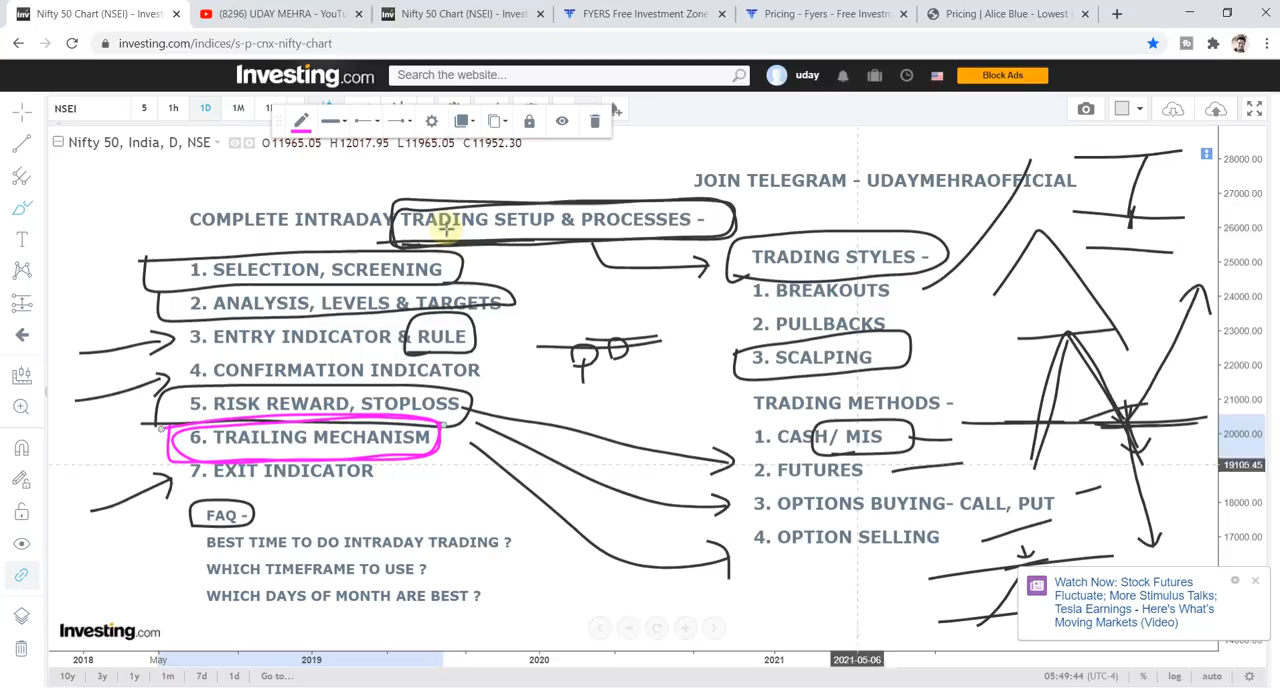 Nifty 50 Chart (NSEI) - Invest
(8296) UDAY MEHRA - YouT
Nifty 50 Chart (NSEI) - Invest
FYERS Free Investment Zone
Pricing - Fyers - Free Investm
Pricing | Alice Blue - Lowest
investing.com/indices/s-p-cnx-nifty-chart
Investing.com
Search the website...
uday
Block Ads
NSEI
5
1h
1D
1M
Nifty 50, India, D, NSE
O11965.05 H12017.95 L11965.05 C11952.30
JOIN TELEGRAM - UDAYMEHRAOFFICIAL
COMPLETE INTRADAY TRADING SETUP & PROCESSES -
1. SELECTION, SCREENING
2. ANALYSIS, LEVELS & TARGETS
3. ENTRY INDICATOR & RULE
4. CONFIRMATION INDICATOR
5. RISK REWARD, STOPLOSS
6. TRAILING MECHANISM
7. EXIT INDICATOR
FAQ -
BEST TIME TO DO INTRADAY TRADING ?
WHICH TIMEFRAME TO USE ?
WHICH DAYS OF MONTH ARE BEST ?
TRADING STYLES -
1. BREAKOUTS
2. PULLBACKS
3. SCALPING
TRADING METHODS -
1. CASH/ MIS
2. FUTURES
3. OPTIONS BUYING- CALL, PUT
4. OPTION SELLING
28000.00
27000.00
26000.00
25000.00
24000.00
23000.00
22000.00
21000.00
20000.00
19105.45
18000.00
17000.00
Watch Now: Stock Futures
Fluctuate; More Stimulus Talks;
Tesla Earnings - Here's What's
Moving Markets (Video)
Investing.com
2018
May
2019
2020
2021
2021-05-06
10y
3y
1y
1m
7d
1d
Go to...
05:49:44 (UTC-4)
%
log
auto